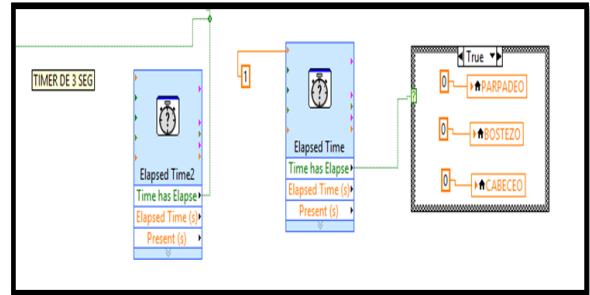 True
1
TIMER DE 3 SEG
0
PARPADEO
0
BOSTEZO
0
CABECEO
?
Elapsed Time2
Time has Elapse
Elapsed Time (s)
Present (s)
Elapsed Time
Time has Elapse
Elapsed Time (s)
Present (s)